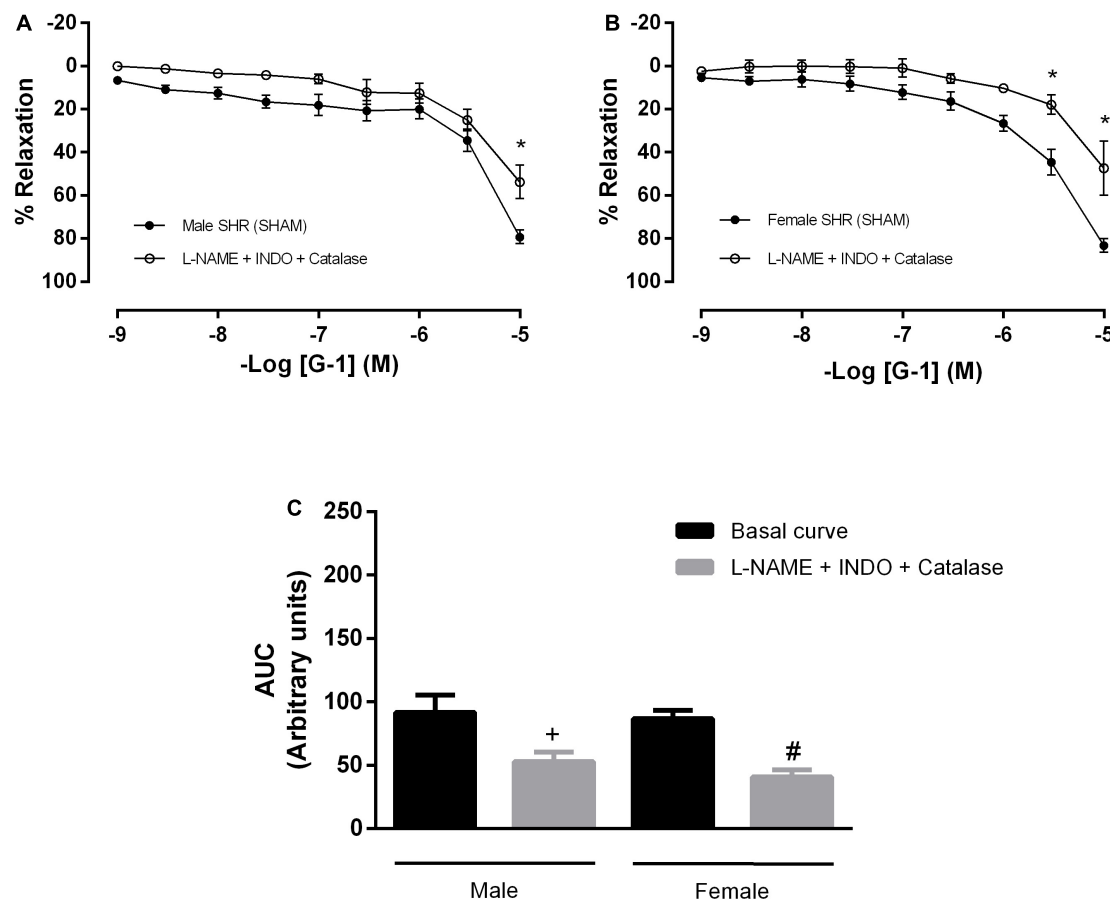 A
-20
0
20
40
60
80
100
% Relaxation
*
Male SHR (SHAM)
L-NAME + INDO + Catalase
-9
-8
-7
-6
-5
-Log [G-1] (M)
B
-20
0
20
40
60
80
100
% Relaxation
*
*
Female SHR (SHAM)
L-NAME + INDO + Catalase
-9
-8
-7
-6
-5
-Log [G-1] (M)
C
250
200
150
100
50
0
AUC
(Arbitrary units)
Basal curve
L-NAME + INDO + Catalase
+
#
Male
Female